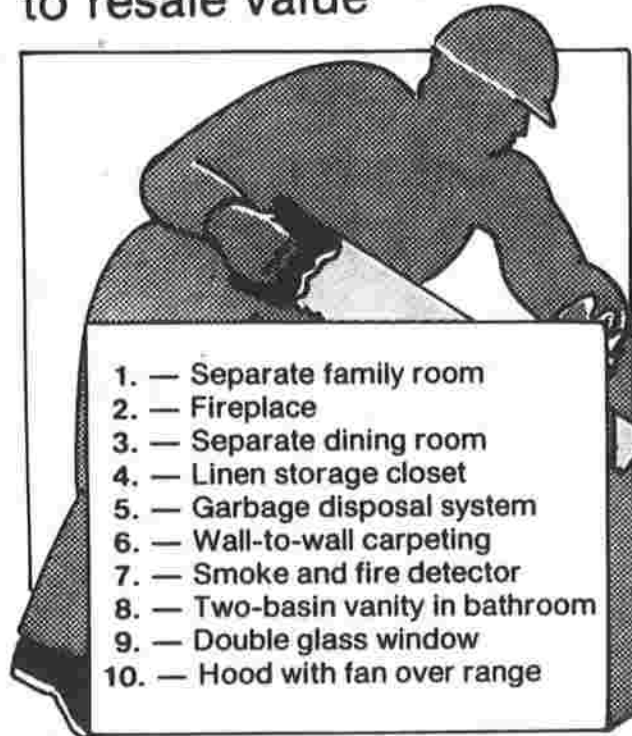 to resale value
1. — Separate family room
2. — Fireplace
3. — Separate dining room
4. — Linen storage closet
5. — Garbage disposal system
6. — Wall-to-wall carpeting
7. — Smoke and fire detector
8. — Two-basin vanity in bathroom
9. — Double glass window
10. — Hood with fan over range